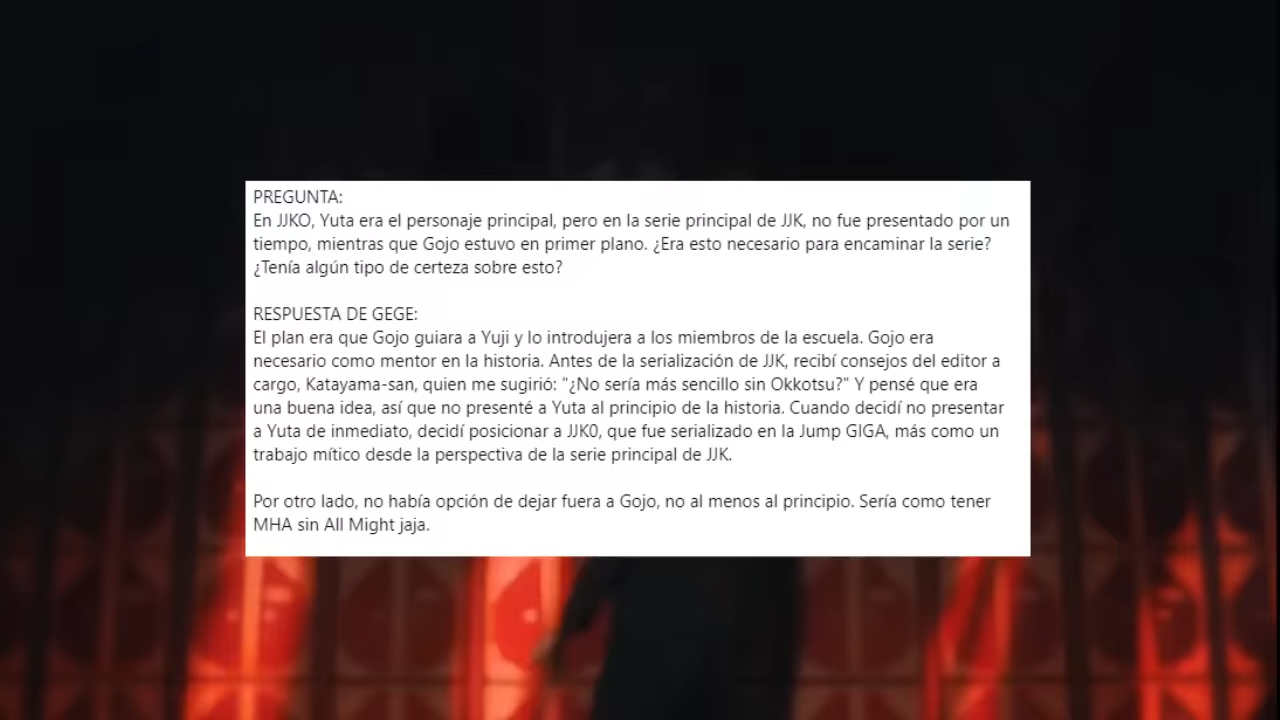 PREGUNTA:
En JJKO, Yuta era el personaje principal, pero en la serie principal de JJK, no fue presentado por un
tiempo, mientras que Gojo estuvo en primer plano. ¿Era esto necesario para encaminar la serie?
¿Tenía algún tipo de certeza sobre esto?
RESPUESTA DE GEGE:
El plan era que Gojo guiara a Yuji y lo introdujera a los miembros de la escuela. Gojo era
necesario como mentor en la historia. Antes de la serialización de JJK, recibí consejos del editor a
cargo, Katayama-san, quien me sugirió: "¿No sería más sencillo sin Okkotsu?" Y pensé que era
una buena idea, así que no presenté a Yuta al principio de la historia. Cuando decidí no presentar
a Yuta de inmediato, decidí posicionar a JJK0, que fue serializado en la Jump GIGA, más como un
trabajo mítico desde la perspectiva de la serie principal de JJK.
Por otro lado, no había opción de dejar fuera a Gojo, no al menos al principio. Sería como tener
MHA sin All Might jaja.